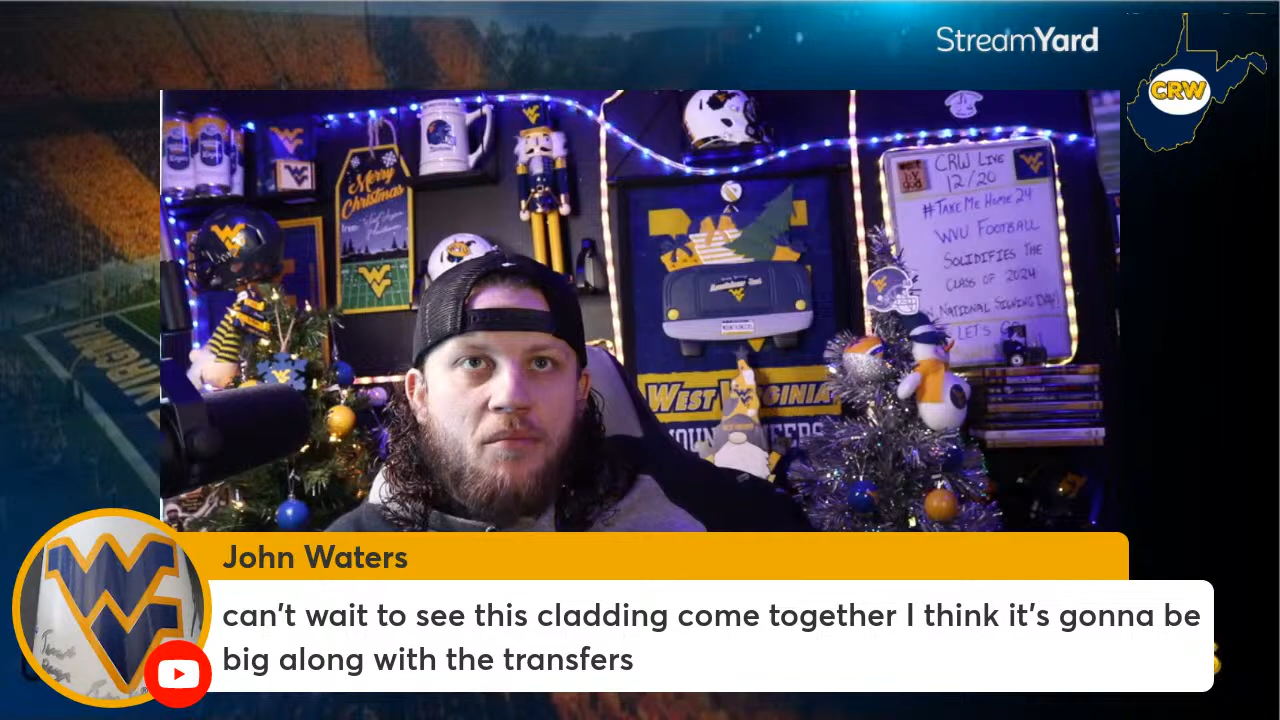 StreamYard
CRW
Merry
Christmas
CRW LIVE
12/20
#TAKE ME HOME 24
WVU FOOTBALL
SOLIDIFIES THE
CLASS OF 2024
NATIONAL SIGNING DAY
LET'S
WEST VIRGINIA
John Waters
can't wait to see this cladding come together I think it's gonna be
big along with the transfers